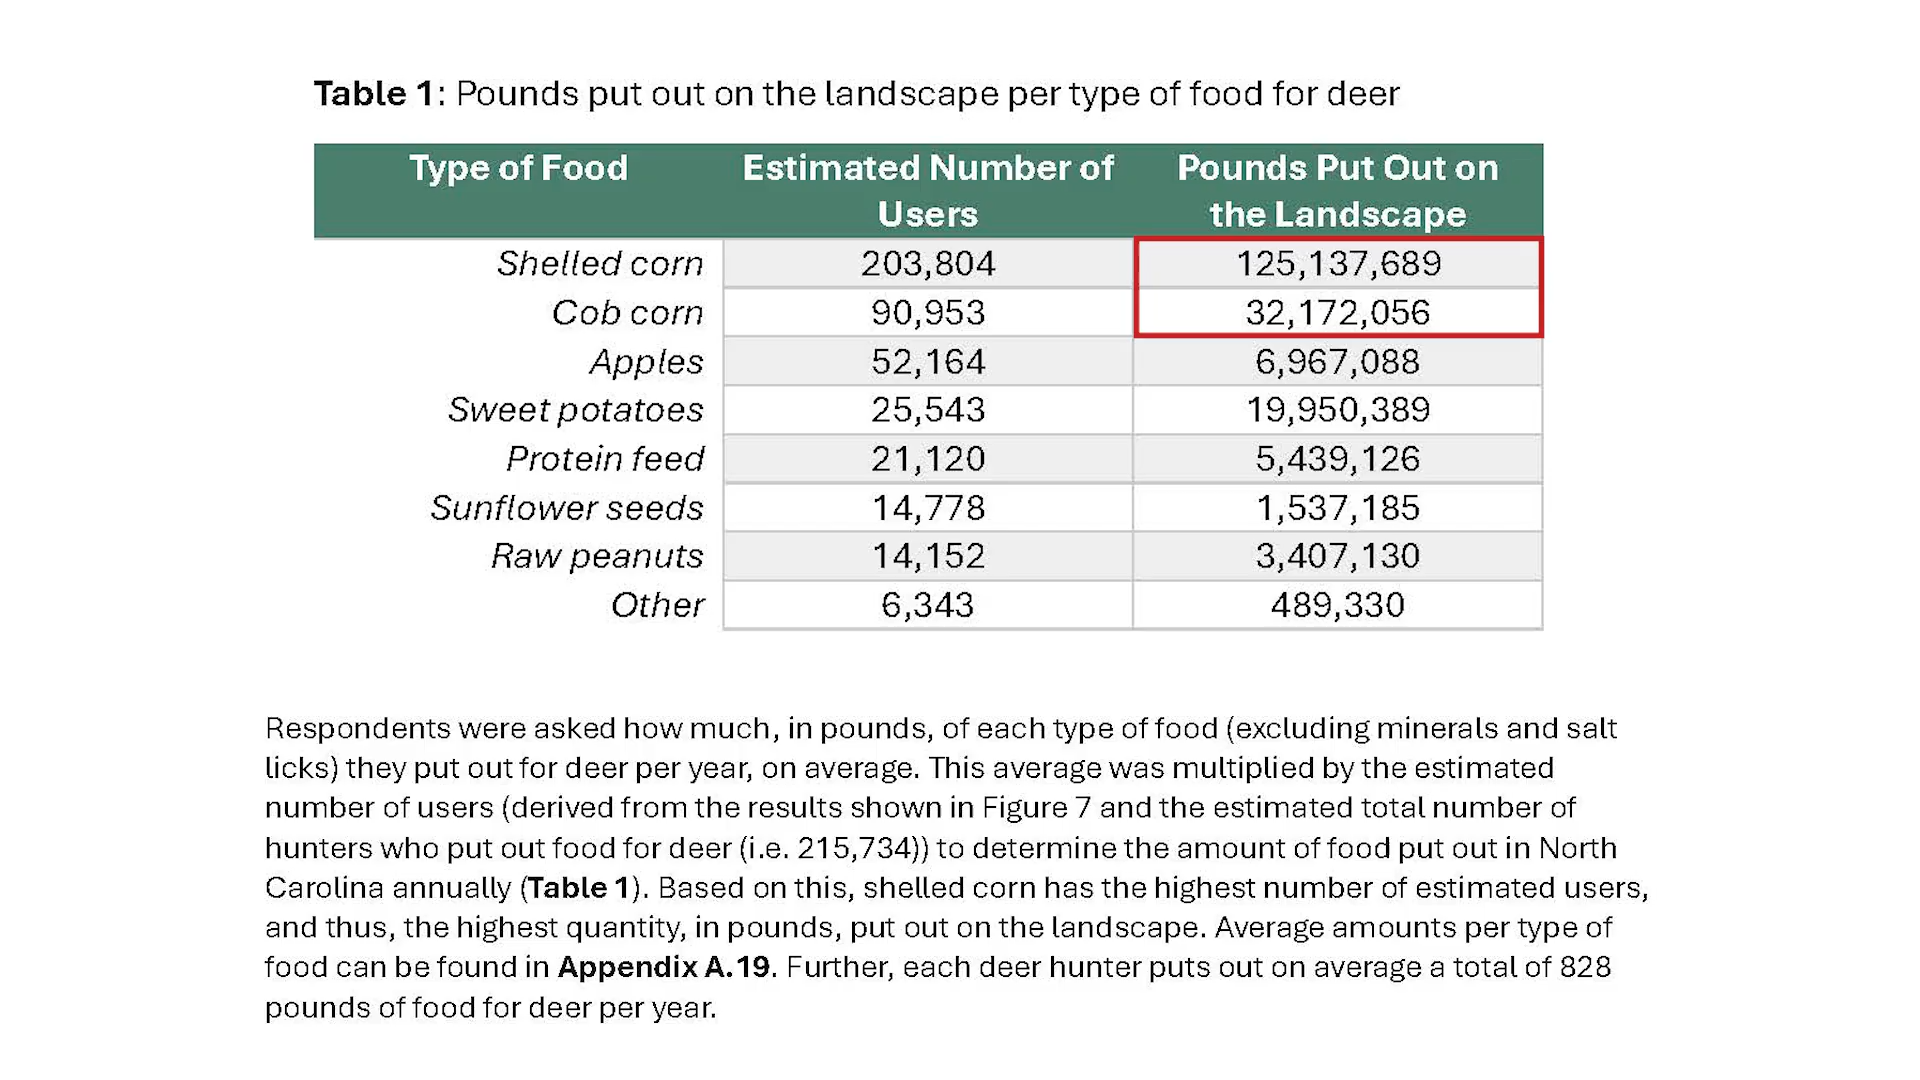 Table 1: Pounds put out on the landscape per type of food for deer
Type of Food Estimated Number of Users Pounds Put Out on the Landscape
Shelled corn 203,804 125,137,689
Cob corn 90,953 32,172,056
Apples 52,164 6,967,088
Sweet potatoes 25,543 19,950,389
Protein feed 21,120 5,439,126
Sunflower seeds 14,778 1,537,185
Raw peanuts 14,152 3,407,130
Other 6,343 489,330
Respondents were asked how much, in pounds, of each type of food (excluding minerals and salt
licks) they put out for deer per year, on average. This average was multiplied by the estimated
number of users (derived from the results shown in Figure 7 and the estimated total number of
hunters who put out food for deer (i.e. 215,734)) to determine the amount of food put out in North
Carolina annually (Table 1). Based on this, shelled corn has the highest number of estimated users,
and thus, the highest quantity, in pounds, put out on the landscape. Average amounts per type of
food can be found in Appendix A.19. Further, each deer hunter puts out on average a total of 828
pounds of food for deer per year.